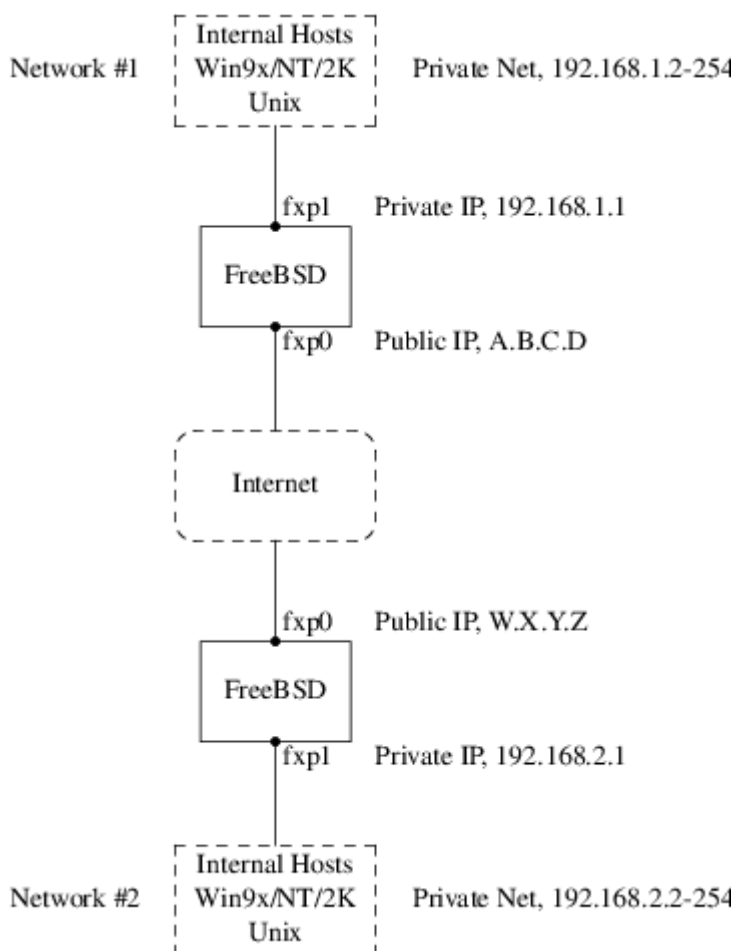 Internal Hosts
Network #1 Win9x/NT/2K Private Net, 192.168.1.2-254
Unix
fxp1 Private IP, 192.168.1.1
FreeBSD
fxp0 Public IP, A.B.C.D
Internet
fxp0 Public IP, W.X.Y.Z
FreeBSD
fxp1 Private IP, 192.168.2.1
Internal Hosts
Network #2 Win9x/NT/2K Private Net, 192.168.2.2-254
Unix